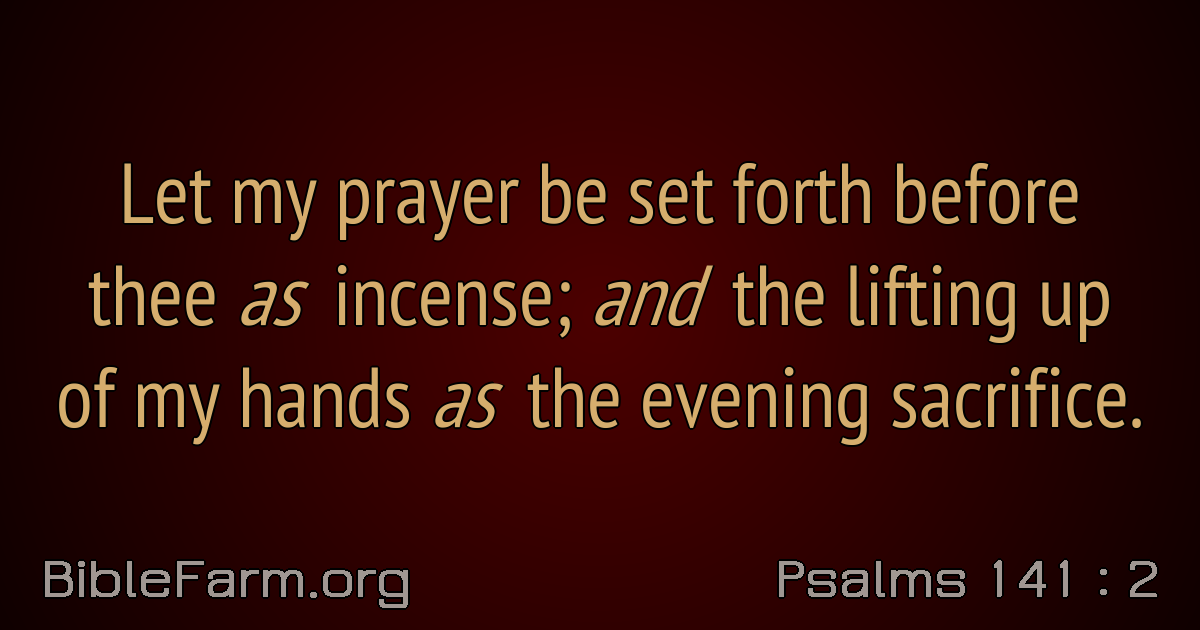 Let my prayer be set forth before
thee as incense; and the lifting up
of my hands as the evening sacrifice.
BibleFarm.org
Psalms 141 : 2